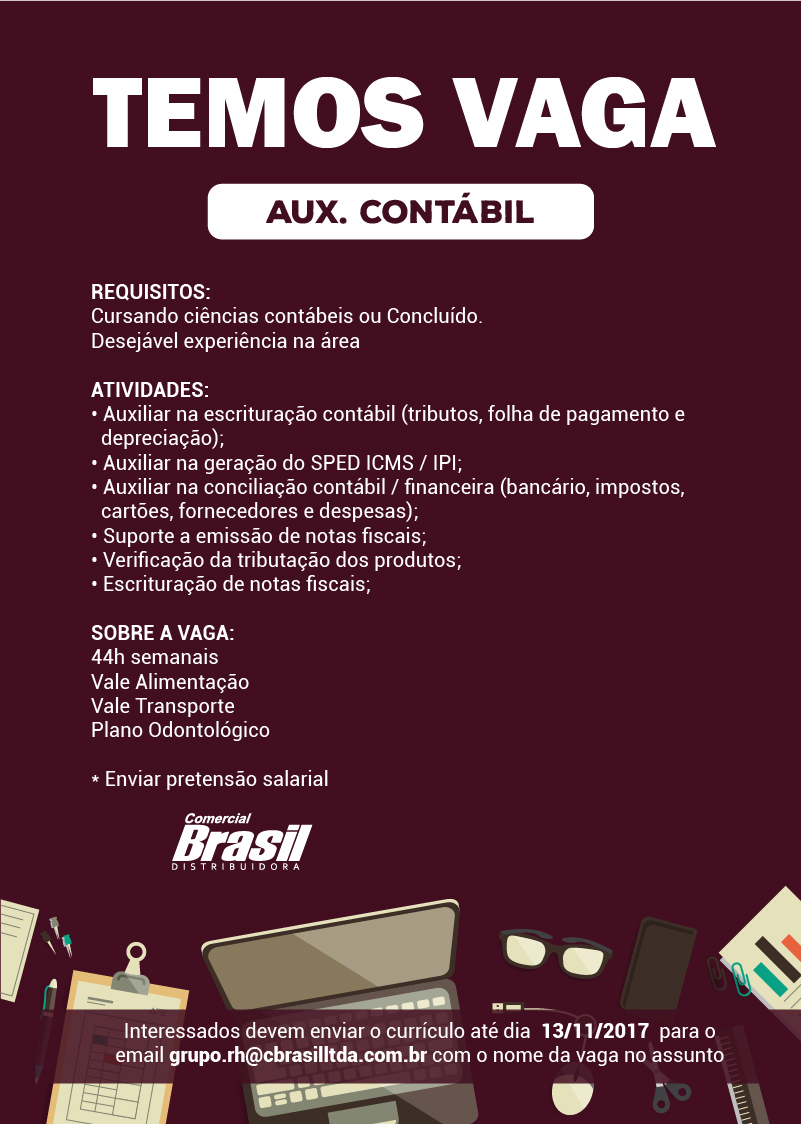 TEMOS VAGA
AUX. CONTÁBIL
REQUISITOS:
Cursando ciências contábeis ou Concluído.
Desejável experiência na área
ATIVIDADES:
• Auxiliar na escrituração contábil (tributos, folha de pagamento e
depreciação);
• Auxiliar na geração do SPED ICMS / IPI;
• Auxiliar na conciliação contábil / financeira (bancário, impostos,
cartões, fornecedores e despesas);
• Suporte a emissão de notas fiscais;
• Verificação da tributação dos produtos;
• Escrituração de notas fiscais;
SOBRE A VAGA:
44h semanais
Vale Alimentação
Vale Transporte
Plano Odontológico
* Enviar pretensão salarial
Comercial
Brasil
DISTRIBUIDORA
Interessados devem enviar o currículo até dia 13/11/2017 para o
email grupo.rh@cbrasilltda.com.br com o nome da vaga no assunto